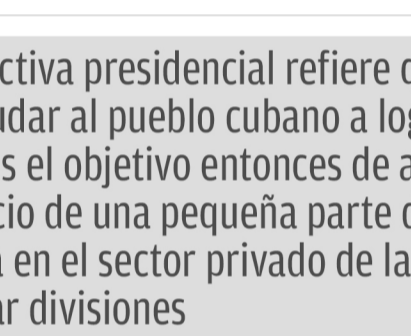 ctiva presidencial refiere
udar al pueblo cubano a lo
s el objetivo entonces de a
cio de una pequeña parte
en el sector privado de la
ar divisiones